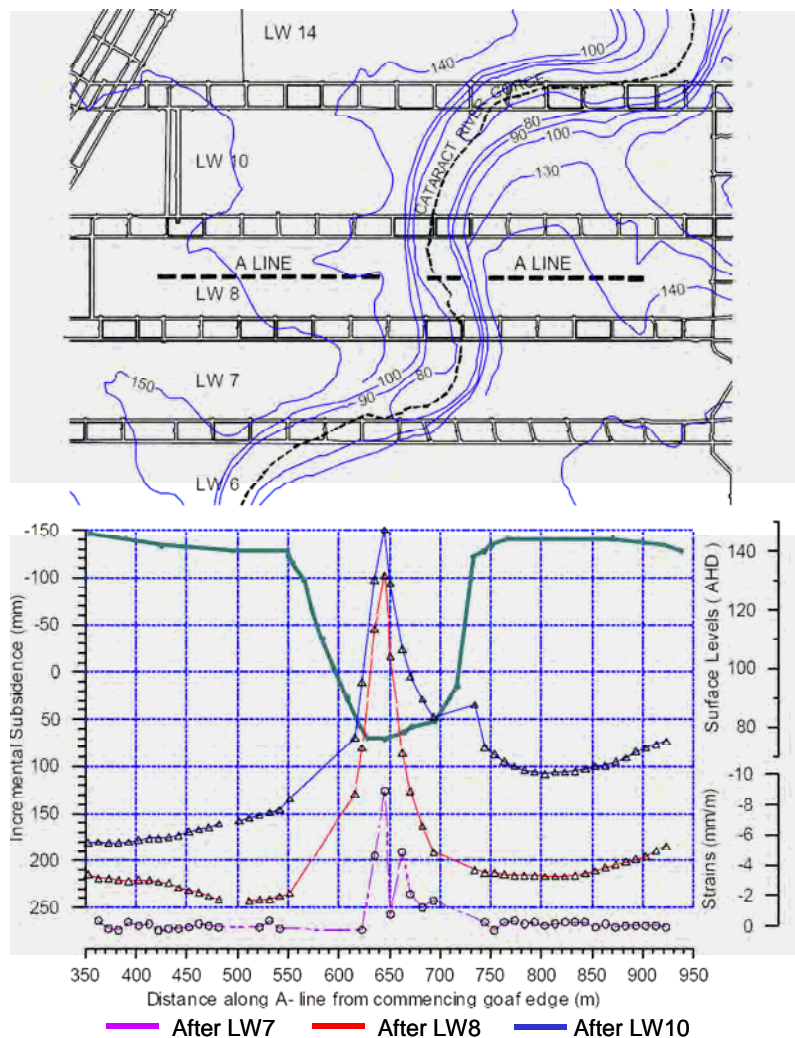 LW 14
140
100
CATARACT RIVER GORGE
80
90
100
LW 10
130
A LINE
A LINE
LW 8
140
LW 7
150
100
80
90
LW 6
Incremental Subsidence (mm)
-150
-100
-50
0
50
100
150
200
250
Surface Levels ( AHD )
140
120
100
80
Strains (mm/m)
-10
-8
-6
-4
-2
0
350 400 450 500 550 600 650 700 750 800 850 900 950
Distance along A- line from commencing goaf edge (m)
After LW7 After LW8 After LW10